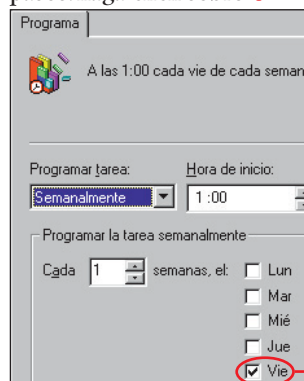 Programa
A las 1:00 cada vie de cada seman
Programar tarea:
Hora de inicio:
Semanalmente
1:00
Programar la tarea semanalmente
Cada 1 semanas, el:
Lun
Mar
Mié
Jue
Vie